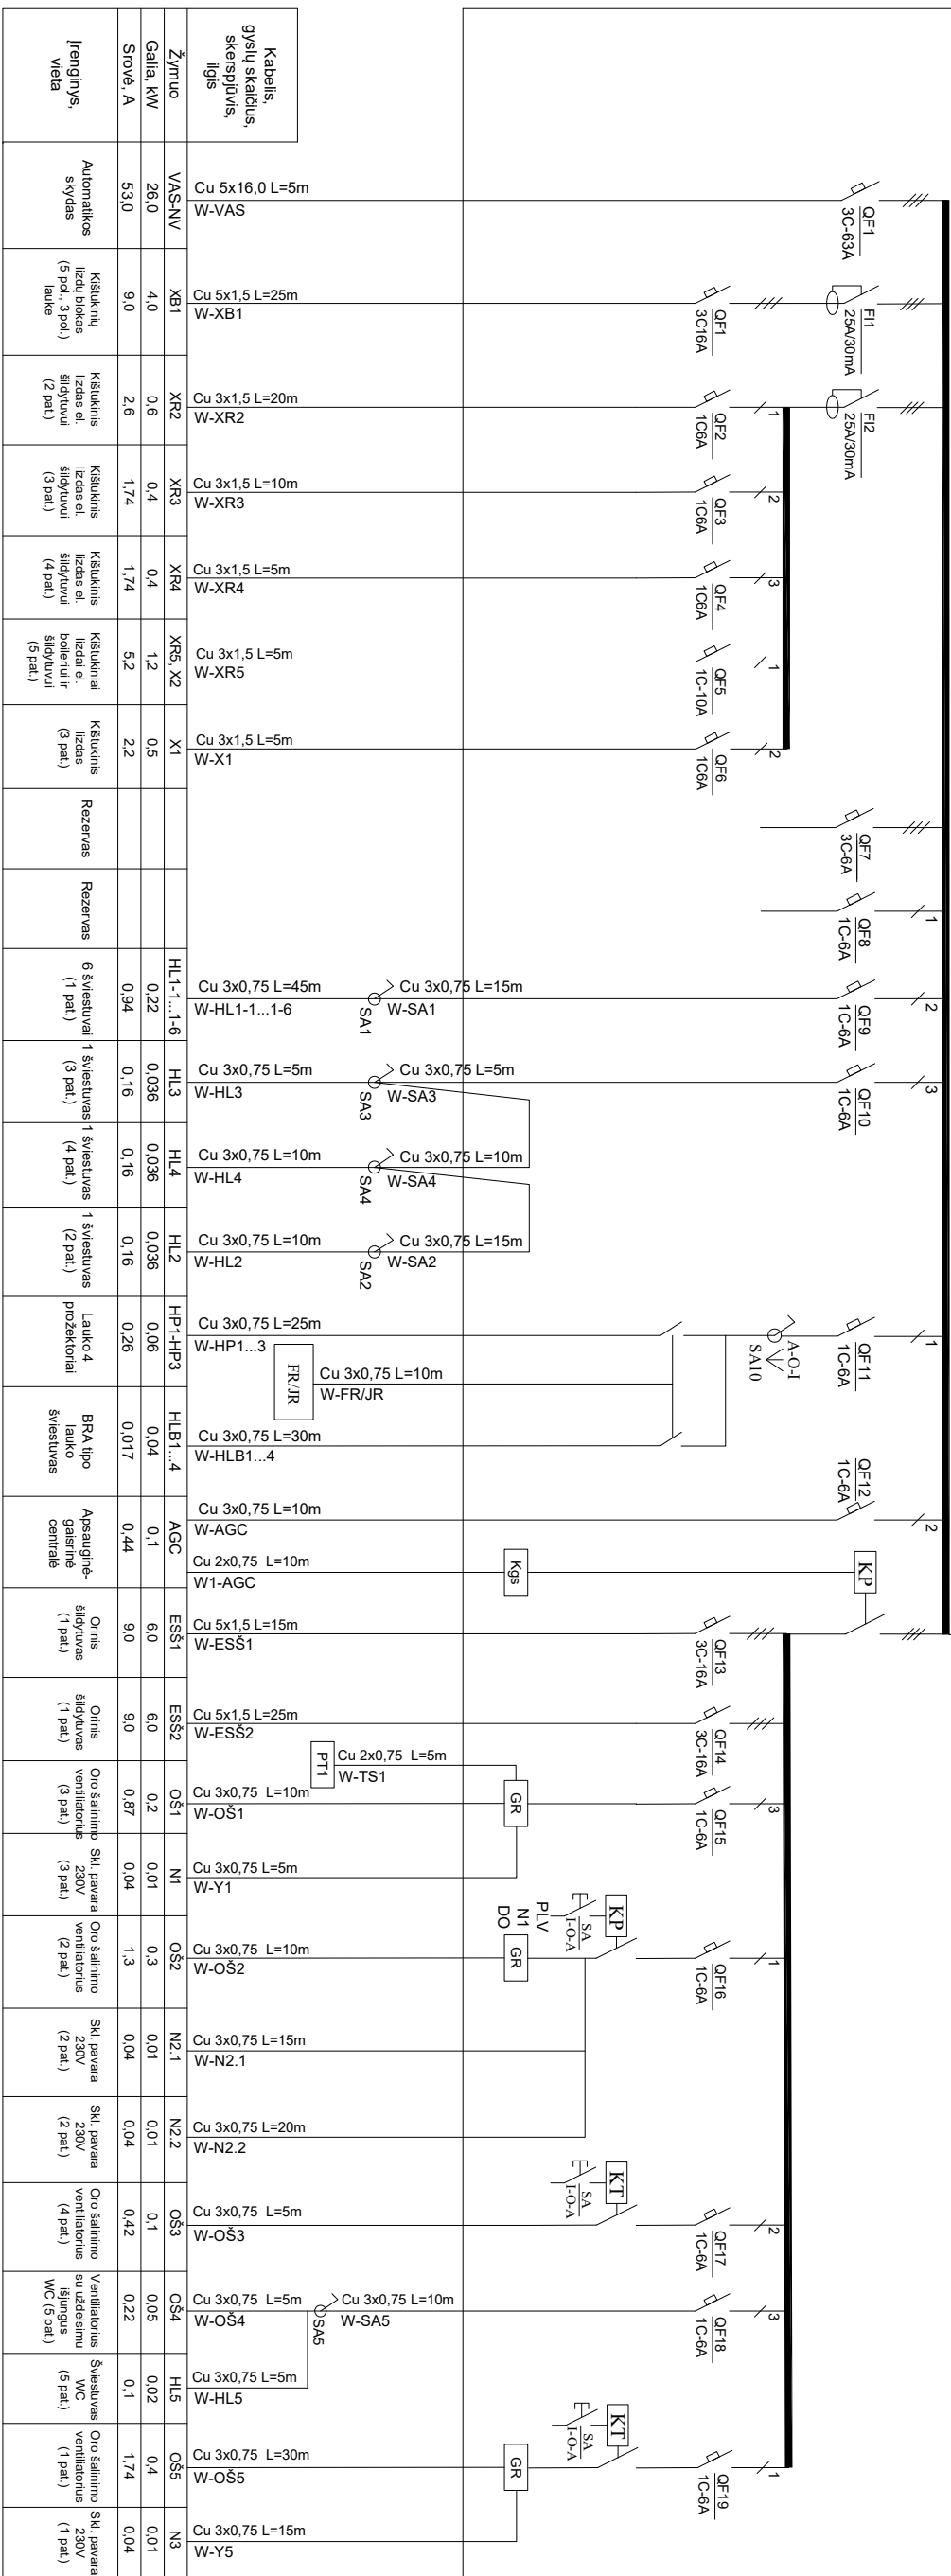 Kabelis,
gyslų skaičius,
skerspjūvis,
ilgis
Žymuo
Galia, kW
Srovė, A
Įrenginys,
vieta
QF1
3C-63A
Cu 5x16,0 L=5m
W-VAS
VAS-NV
26,0
53,0
Automatikos
skydas
FI1
25A/30mA
QF1
3C16A
Cu 5x1,5 L=25m
W-XB1
XB1
4,0
9,0
Kištukinių
lizdų blokas
(5 pol., 3 pol.)
lauke
FI2
25A/30mA
1
QF2
1C6A
Cu 3x1,5 L=20m
W-XR2
XR2
0,6
2,6
Kištukinis
lizdas el.
šildytuvui
(2 pat.)
2
QF3
1C6A
Cu 3x1,5 L=10m
W-XR3
XR3
0,4
1,74
Kištukinis
lizdas el.
šildytuvui
(3 pat.)
3
QF4
1C6A
Cu 3x1,5 L=5m
W-XR4
XR4
0,4
1,74
Kištukinis
lizdas el.
šildytuvui
(4 pat.)
1
QF5
1C-10A
Cu 3x1,5 L=5m
W-XR5
XR5, X2
1,2
5,2
Kištukiniai
lizdai el.
boileriui ir
šildytuvui
(5 pat.)
2
QF6
1C6A
Cu 3x1,5 L=5m
W-X1
X1
0,5
2,2
Kištukinis
lizdas
(3 pat.)
QF7
3C-6A
Rezervas
1
QF8
1C-6A
Rezervas
2
QF9
1C-6A
Cu 3x0,75 L=15m
W-SA1
SA1
Cu 3x0,75 L=45m
W-HL1-1...1-6
HL1-1...1-6
0,22
0,94
6 šviestuvai
(1 pat.)
3
QF10
1C-6A
Cu 3x0,75 L=5m
W-SA3
SA3
Cu 3x0,75 L=5m
W-HL3
HL3
0,036
0,16
1 šviestuvas
(3 pat.)
Cu 3x0,75 L=10m
W-SA4
SA4
Cu 3x0,75 L=10m
W-HL4
HL4
0,036
0,16
1 šviestuvas
(4 pat.)
Cu 3x0,75 L=15m
W-SA2
SA2
Cu 3x0,75 L=10m
W-HL2
HL2
0,036
0,16
1 šviestuvas
(2 pat.)
1
QF11
1C-6A
A-O-I
SA10
Cu 3x0,75 L=25m
W-HP1...3
HP1-HP3
0,06
0,26
Lauko 4
prožektoriai
FR/JR
Cu 3x0,75 L=10m
W-FR/JR
Cu 3x0,75 L=30m
W-HLB1...4
HLB1...4
0,04
0,017
BRA tipo
lauko
šviestuvas
2
QF12
1C-6A
Cu 3x0,75 L=10m
W-AGC
AGC
0,1
0,44
Apsauginė-
gaisrinė
centralė
KP
Kgs
Cu 2x0,75 L=10m
W1-AGC
QF13
3C-16A
Cu 5x1,5 L=15m
W-ESŠ1
ESŠ1
6,0
9,0
Orinis
šildytuvas
(1 pat.)
QF14
3C-16A
Cu 5x1,5 L=25m
W-ESŠ2
ESŠ2
6,0
9,0
Orinis
šildytuvas
(1 pat.)
PT1
Cu 2x0,75 L=5m
W-TS1
3
QF15
1C-6A
GR
Cu 3x0,75 L=10m
W-OŠ1
OŠ1
0,2
0,87
Oro šalinimo
ventiliatorius
(3 pat.)
Cu 3x0,75 L=5m
W-Y1
N1
0,01
0,04
Skl. pavara
230V
(3 pat.)
1
QF16
1C-6A
KP
SA
I-O-A
PLV
N1
DO
GR
Cu 3x0,75 L=10m
W-OŠ2
OŠ2
0,3
1,3
Oro šalinimo
ventiliatorius
(2 pat.)
Cu 3x0,75 L=15m
W-N2.1
N2.1
0,01
0,04
Skl. pavara
230V
(2 pat.)
Cu 3x0,75 L=20m
W-N2.2
N2.2
0,01
0,04
Skl. pavara
230V
(2 pat.)
2
QF17
1C-6A
KT
SA
I-O-A
Cu 3x0,75 L=5m
W-OŠ3
OŠ3
0,1
0,42
Oro šalinimo
ventiliatorius
(4 pat.)
3
QF18
1C-6A
Cu 3x0,75 L=10m
W-SA5
SA5
Cu 3x0,75 L=5m
W-OŠ4
OŠ4
0,05
0,22
Ventiliatorius
su uždelsimu
išjungus
WC (5 pat.)
Cu 3x0,75 L=5m
W-HL5
HL5
0,02
0,1
Šviestuvas
WC
(5 pat.)
1
QF19
1C-6A
KT
SA
I-O-A
GR
Cu 3x0,75 L=30m
W-OŠ5
OŠ5
0,4
1,74
Oro šalinimo
ventiliatorius
(1 pat.)
Cu 3x0,75 L=15m
W-Y5
N3
0,01
0,04
Skl. pavara
230V
(1 pat.)